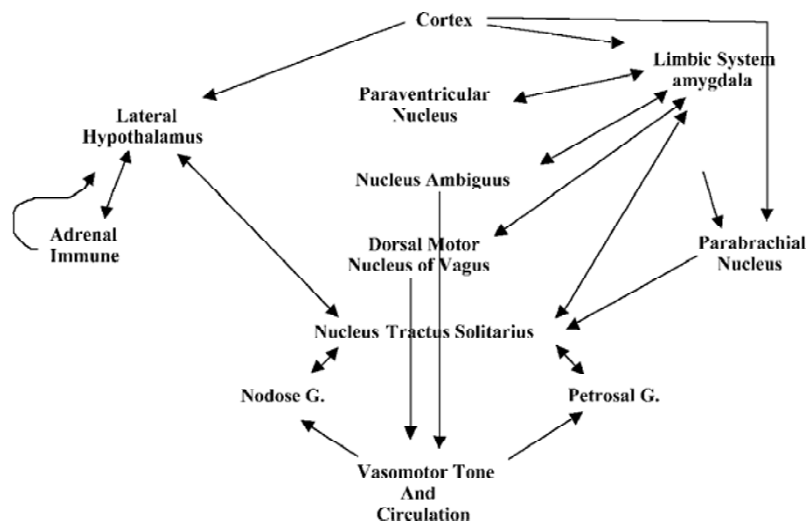 Cortex
Limbic System
amygdala
Paraventricular
Nucleus
Lateral
Hypothalamus
Nucleus Ambiguus
Adrenal
Immune
Dorsal Motor
Nucleus of Vagus
Parabrachial
Nucleus
Nucleus Tractus Solitarius
Nodose G.
Petrosal G.
Vasomotor Tone
And
Circulation